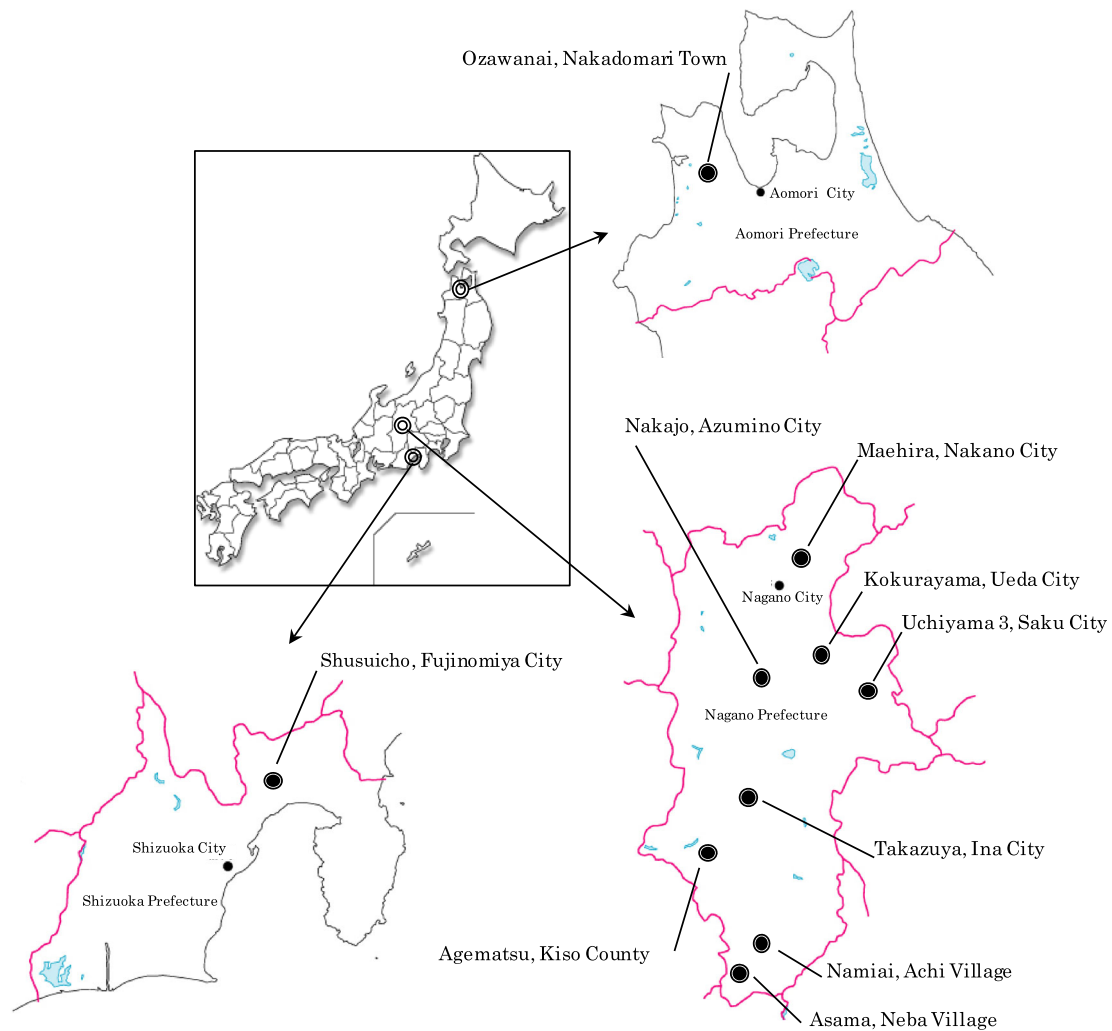 Ozawanai, Nakadomari Town
Aomori City
Aomori Prefecture
Nakajo, Azumino City
Maehira, Nakano City
Kokurayama, Ueda City
Nagano City
Uchiyama 3, Saku City
Shusuicho, Fujinomiya City
Nagano Prefecture
Shizuoka City
Takazuya, Ina City
Shizuoka Prefecture
Agematsu, Kiso County
Namiai, Achi Village
Asama, Neba Village